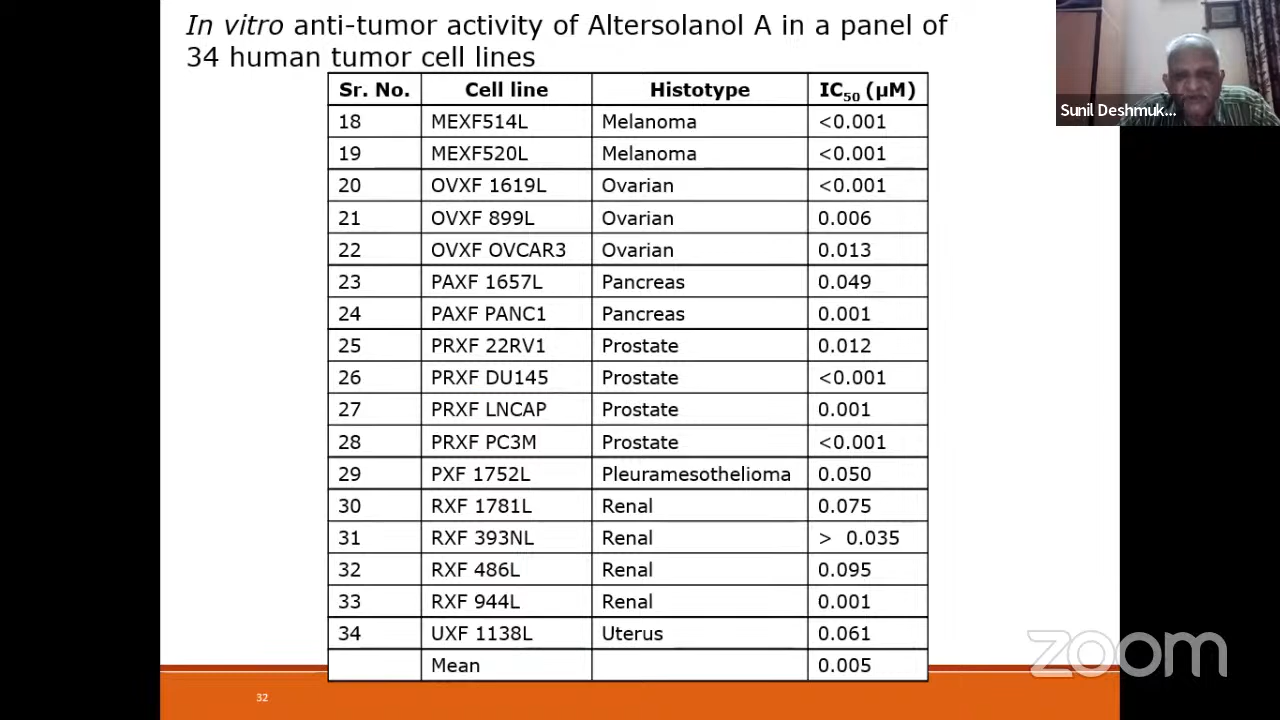 In vitro anti-tumor activity of Altersolanol A in a panel of
34 human tumor cell lines
Sr. No. Cell line Histotype IC50 (µM)
18 MEXF514L Melanoma <0.001
19 MEXF520L Melanoma <0.001
20 OVXF 1619L Ovarian <0.001
21 OVXF 899L Ovarian 0.006
22 OVXF OVCAR3 Ovarian 0.013
23 PAXF 1657L Pancreas 0.049
24 PAXF PANC1 Pancreas 0.001
25 PRXF 22RV1 Prostate 0.012
26 PRXF DU145 Prostate <0.001
27 PRXF LNCAP Prostate 0.001
28 PRXF PC3M Prostate <0.001
29 PXF 1752L Pleuramesothelioma 0.050
30 RXF 1781L Renal 0.075
31 RXF 393NL Renal > 0.035
32 RXF 486L Renal 0.095
33 RXF 944L Renal 0.001
34 UXF 1138L Uterus 0.061
Mean 0.005
32
Sunil Deshmuk...
zoom